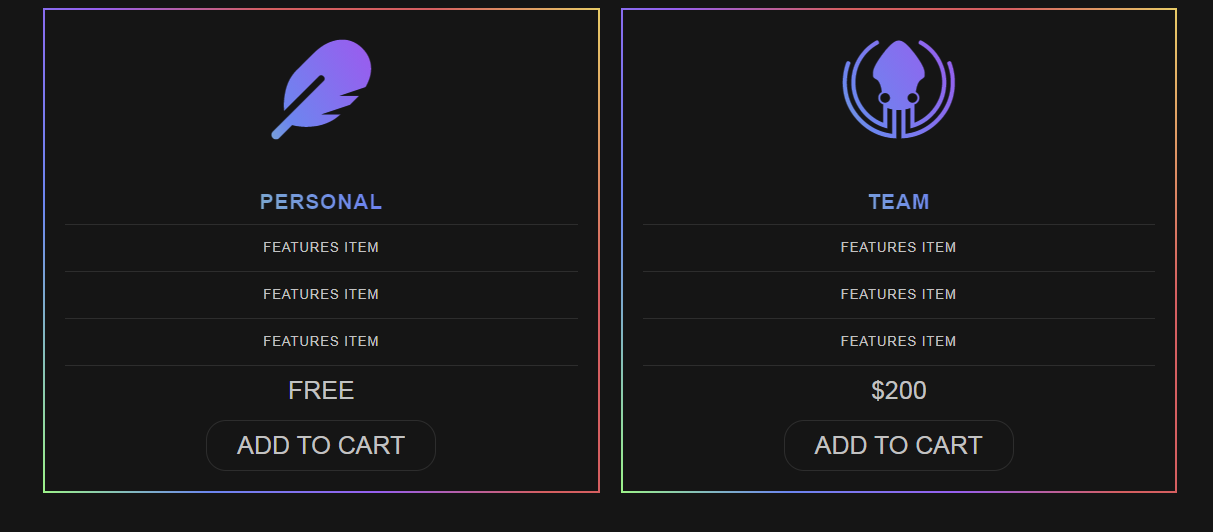 PERSONAL
FEATURES ITEM
FEATURES ITEM
FEATURES ITEM
FREE
ADD TO CART
TEAM
FEATURES ITEM
FEATURES ITEM
FEATURES ITEM
$200
ADD TO CART